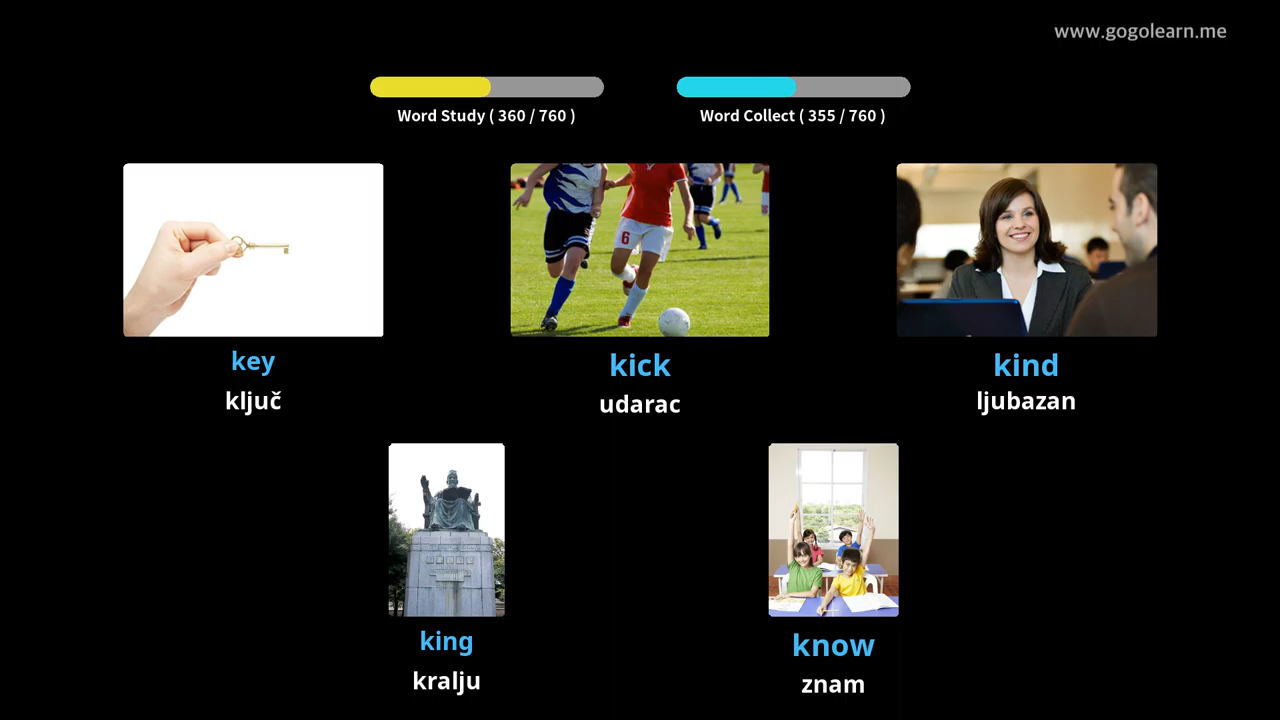 www.gogolearn.me
Word Study ( 360 / 760 )
Word Collect ( 355 / 760 )
key
ključ
kick
udarac
kind
ljubazan
6
king
kralju
know
znam